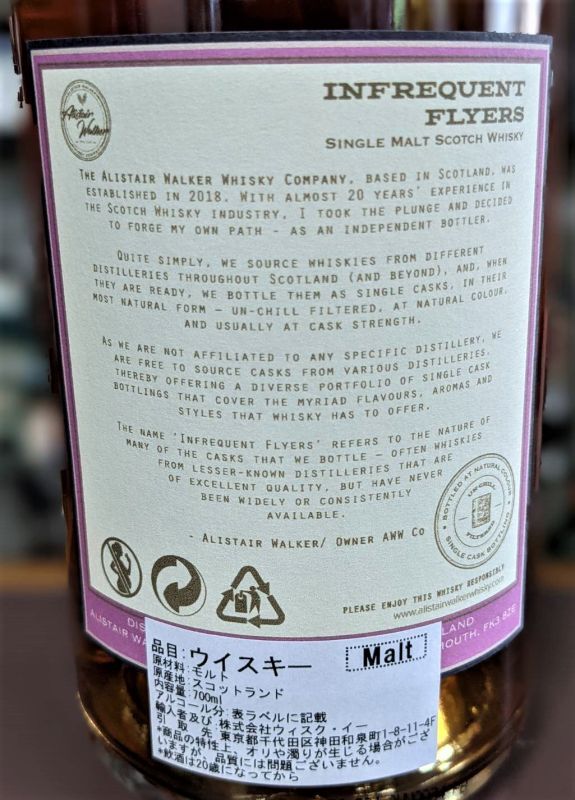 Alistair
Walker
INFREQUENT
FLYERS
SINGLE MALT SCOTCH WHISKY
THE ALISTAIR WALKER WHISKY COMPANY, BASED IN SCOTLAND, WAS
ESTABLISHED IN 2018. WITH ALMOST 20 YEARS' EXPERIENCE IN
THE SCOTCH WHISKY INDUSTRY, I TOOK THE PLUNGE AND DECIDED
TO FORGE MY OWN PATH - AS AN INDEPENDENT BOTTLER.
QUITE SIMPLY, WE SOURCE WHISKIES FROM DIFFERENT
DISTILLERIES THROUGHOUT SCOTLAND (AND BEYOND), AND, WHEN
THEY ARE READY, WE BOTTLE THEM AS SINGLE CASKS, IN THEIR
MOST NATURAL FORM - UN-CHILL FILTERED, AT NATURAL COLOUR,
AND USUALLY AT CASK STRENGTH.
AS WE ARE NOT AFFILIATED TO ANY SPECIFIC DISTILLERY, WE
ARE FREE TO SOURCE CASKS FROM VARIOUS DISTILLERIES,
THEREBY OFFERING A DIVERSE PORTFOLIO OF SINGLE CASK
BOTTLINGS THAT COVER THE MYRIAD FLAVOURS, AROMAS AND
STYLES THAT WHISKY HAS TO OFFER.
THE NAME 'INFREQUENT FLYERS' REFERS TO THE NATURE OF
MANY OF THE CASKS THAT WE BOTTLE - OFTEN WHISKIES
FROM LESSER-KNOWN DISTILLERIES THAT ARE
OF EXCELLENT QUALITY, BUT HAVE NEVER
BEEN WIDELY OR CONSISTENTLY
AVAILABLE.
- ALISTAIR WALKER/ OWNER AWW CO
BOTTLED AT NATURAL COLOUR
UN-CHILL
FILTERED
SINGLE CASK BOTTLING
PLEASE ENJOY THIS WHISKY RESPONSIBLY
www.alistairwalkerwhisky.com
品目:ウイスキー Malt
原材料:モルト
原産地:スコットランド
内容量:700ml
アルコール分:表ラベルに記載
輸入者及び:株式会社ウィスク・イー
引 取 先 東京都千代田区神田和泉町1-8-11-4F
*商品の特性上、オリや濁りが生じる場合がござ
いますが、品質には問題ございません。
*飲酒は20歳になってから